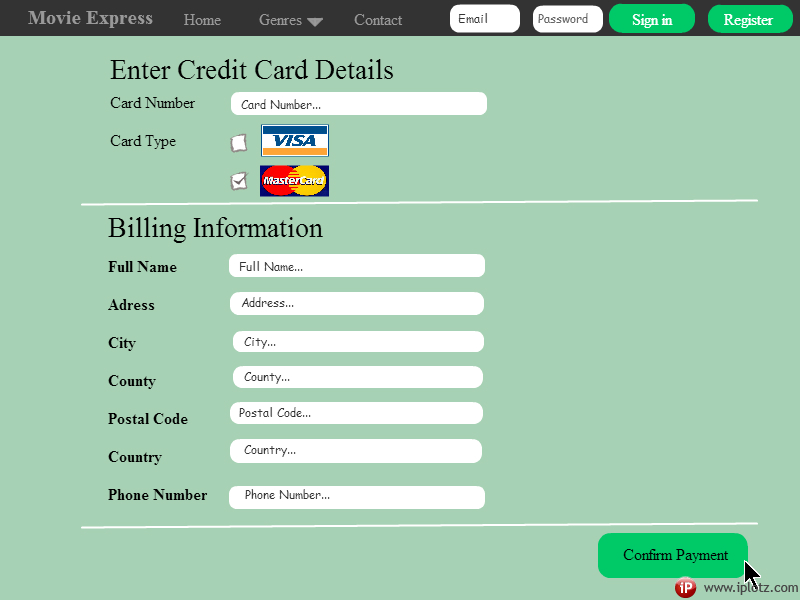 Movie Express Home Genres Contact Email Password Sign in Register
Enter Credit Card Details
Card Number Card Number...
Card Type VISA
MasterCard
Billing Information
Full Name Full Name...
Adress Address...
City City...
County County...
Postal Code Postal Code...
Country Country...
Phone Number Phone Number...
Confirm Payment
iP www.iplotz.com